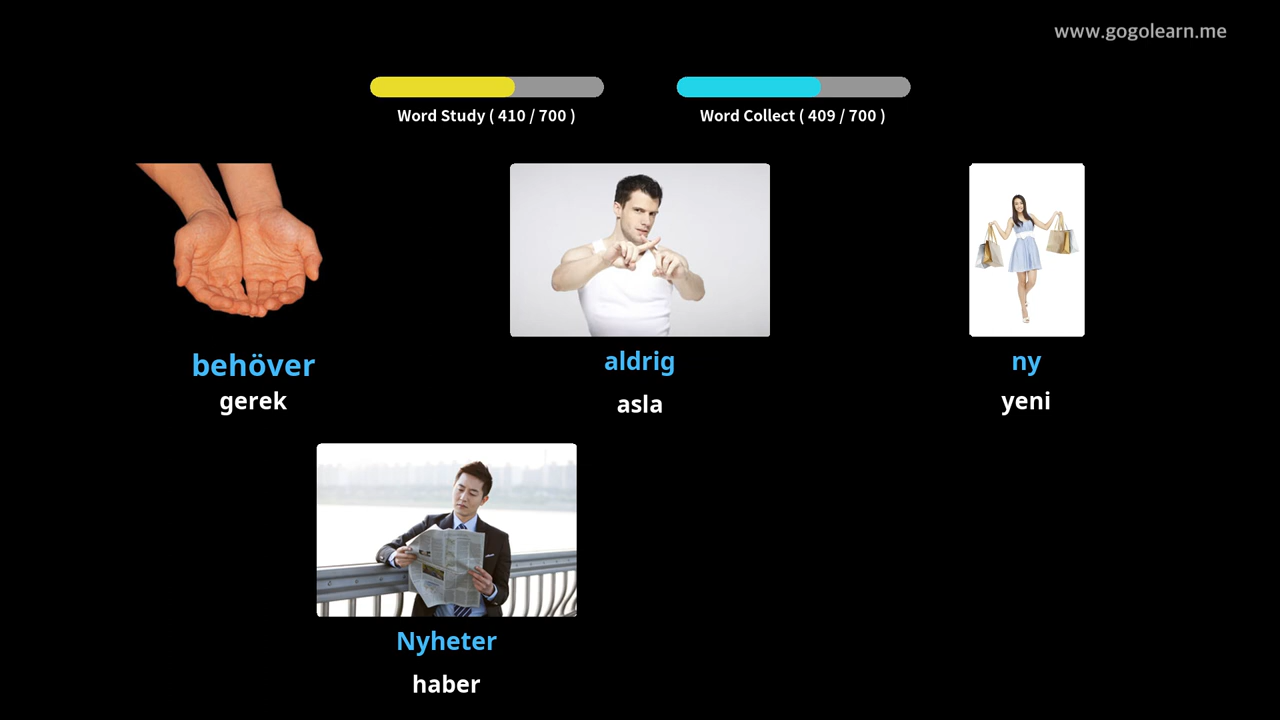 www.gogolearn.me
Word Study ( 410 / 700 )
Word Collect ( 409 / 700 )
behöver
gerek
aldrig
asla
ny
yeni
Nyheter
haber